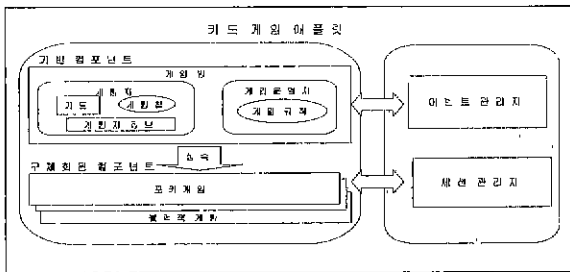 카드 게임 애플릿
기반 컴포넌트
게임방
게임자
카드
게임자 정보
게임 규칙
상속
구체화된 컴포넌트
포커게임
블랙잭 게임
이벤트 관리자
세션 관리자